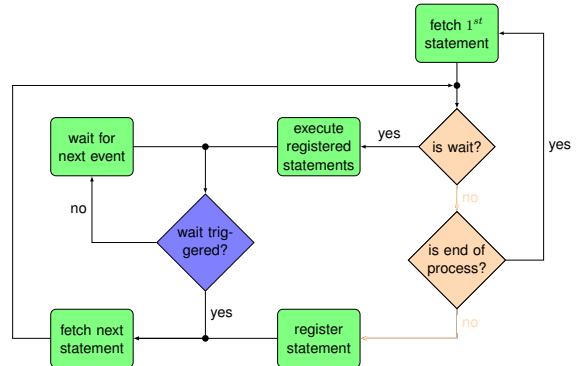 fetch 1st
statement
wait for
next event
execute
registered
statements
yes
is wait?
yes
no
no
wait trig-
gered?
is end of
process?
yes
no
fetch next
statement
register
statement